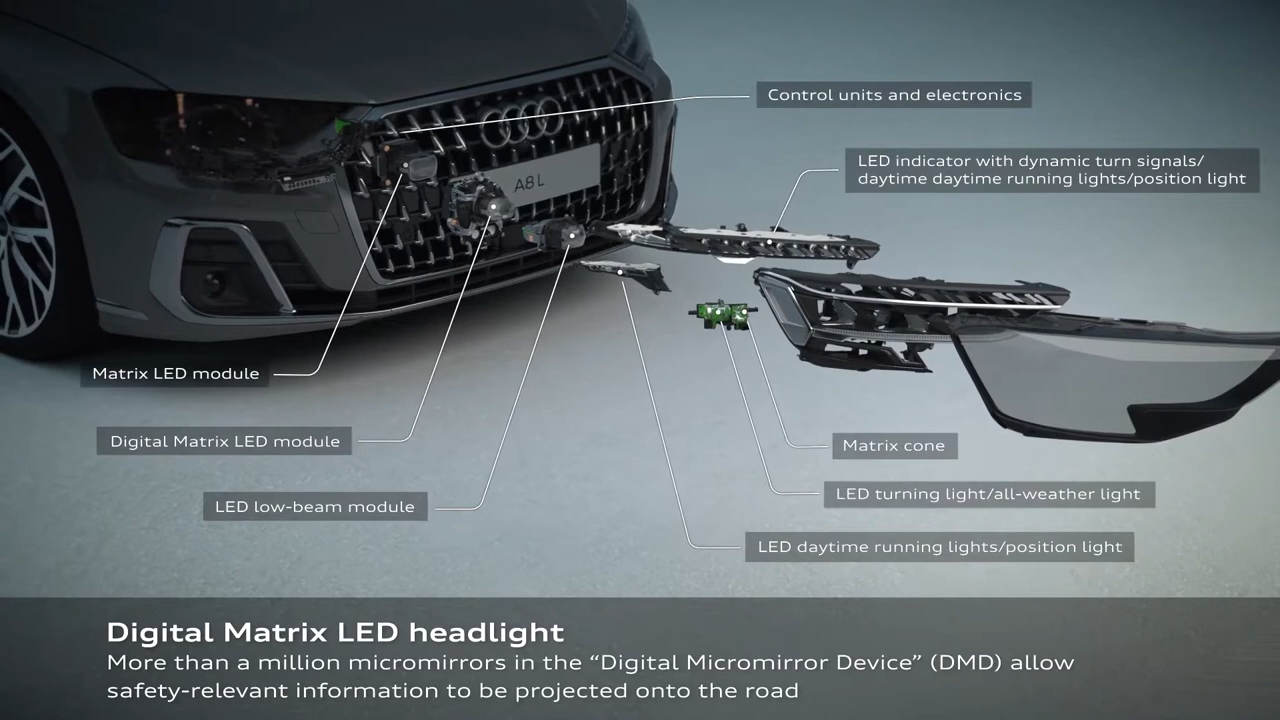 Control units and electronics
LED indicator with dynamic turn signals/
daytime daytime running lights/position light
A8 L
Matrix LED module
Digital Matrix LED module
Matrix cone
LED turning light/all-weather light
LED low-beam module
LED daytime running lights/position light
Digital Matrix LED headlight
More than a million micromirrors in the “Digital Micromirror Device” (DMD) allow
safety-relevant information to be projected onto the road